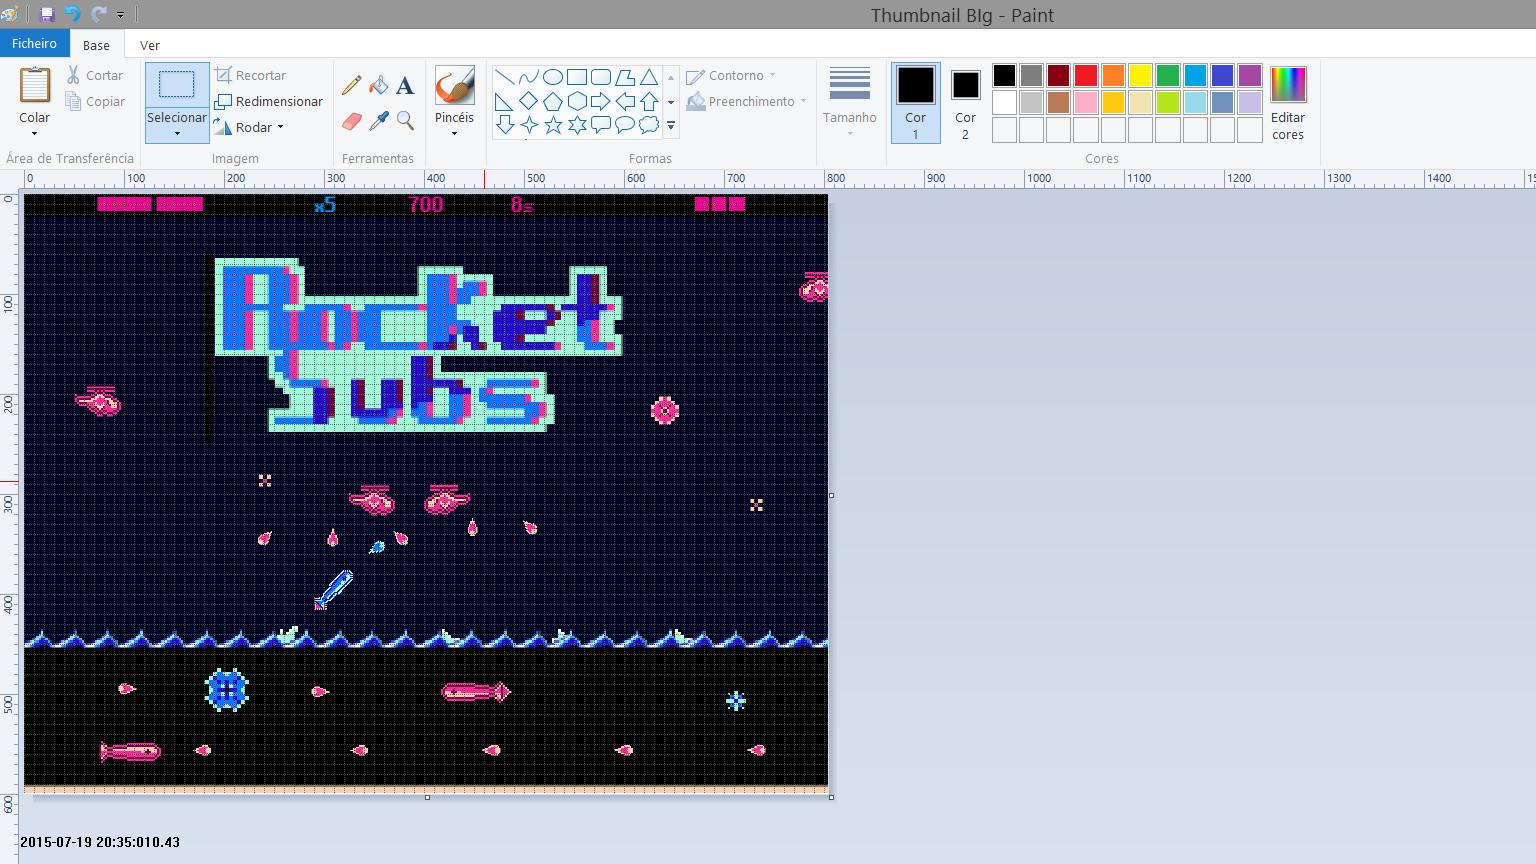 Thumbnail BIg - Paint
Ficheiro Base Ver
Colar
Cortar
Copiar
Área de Transferência
Selecionar
Recortar
Redimensionar
Rodar
Imagem
A
Ferramentas
Pincéis
Contorno
Preenchimento
Formas
Tamanho
Cor 1
Cor 2
Editar cores
Cores
0 100 200 300 400 500 600 700 800 900 1000 1100 1200 1300 1400
0
100
200
300
400
500
600
x5 700 8s
Rocket
Subs
2015-07-19 20:35:010.43